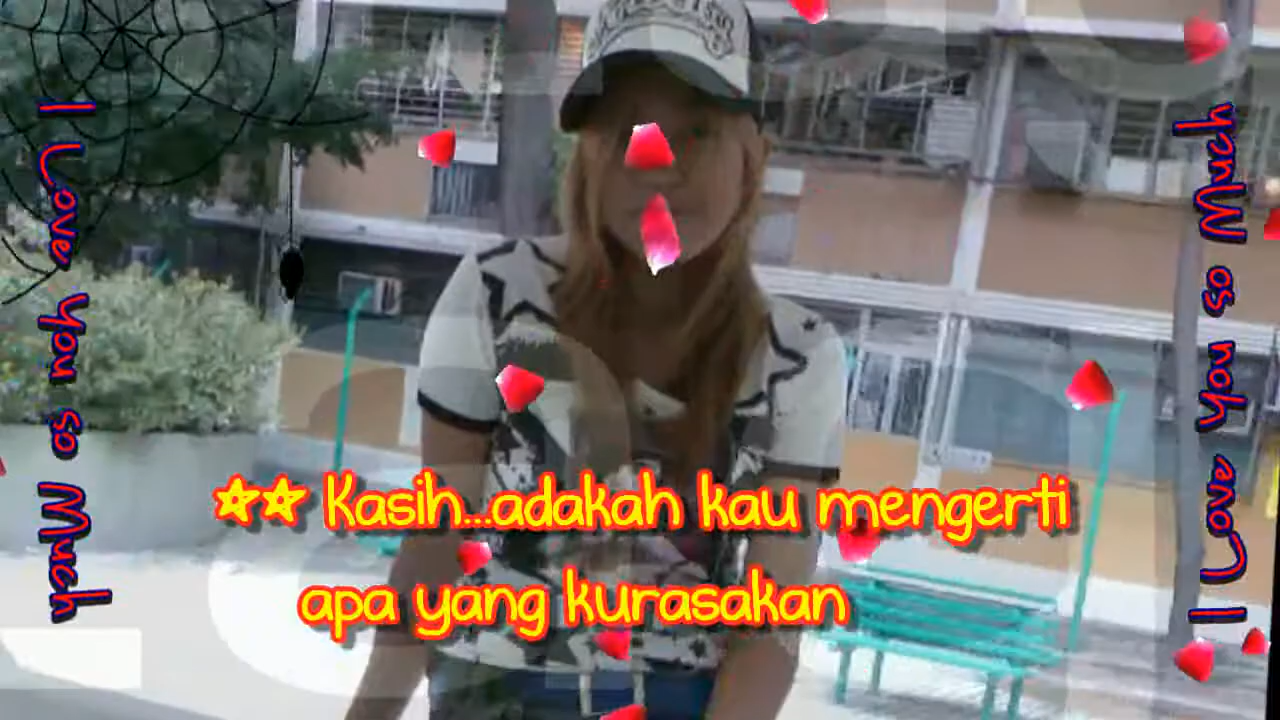 I Love you so Much
☆☆ Kasih...adakah kau mengerti
apa yang kurasakan
I Love you so Much